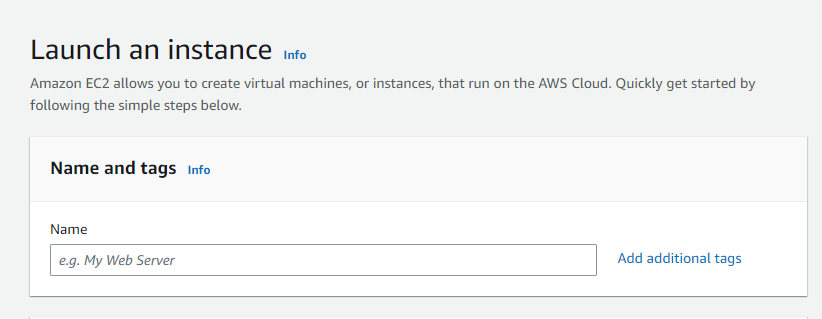 Launch an instance Info
Amazon EC2 allows you to create virtual machines, or instances, that run on the AWS Cloud. Quickly get started by
following the simple steps below.
Name and tags Info
Name
e.g. My Web Server
Add additional tags